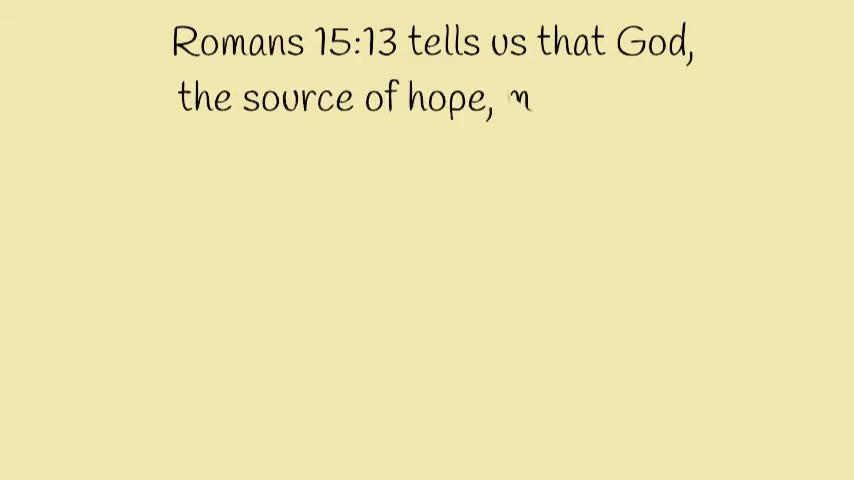 Romans 15:13 tells us that God,
the source of hope,